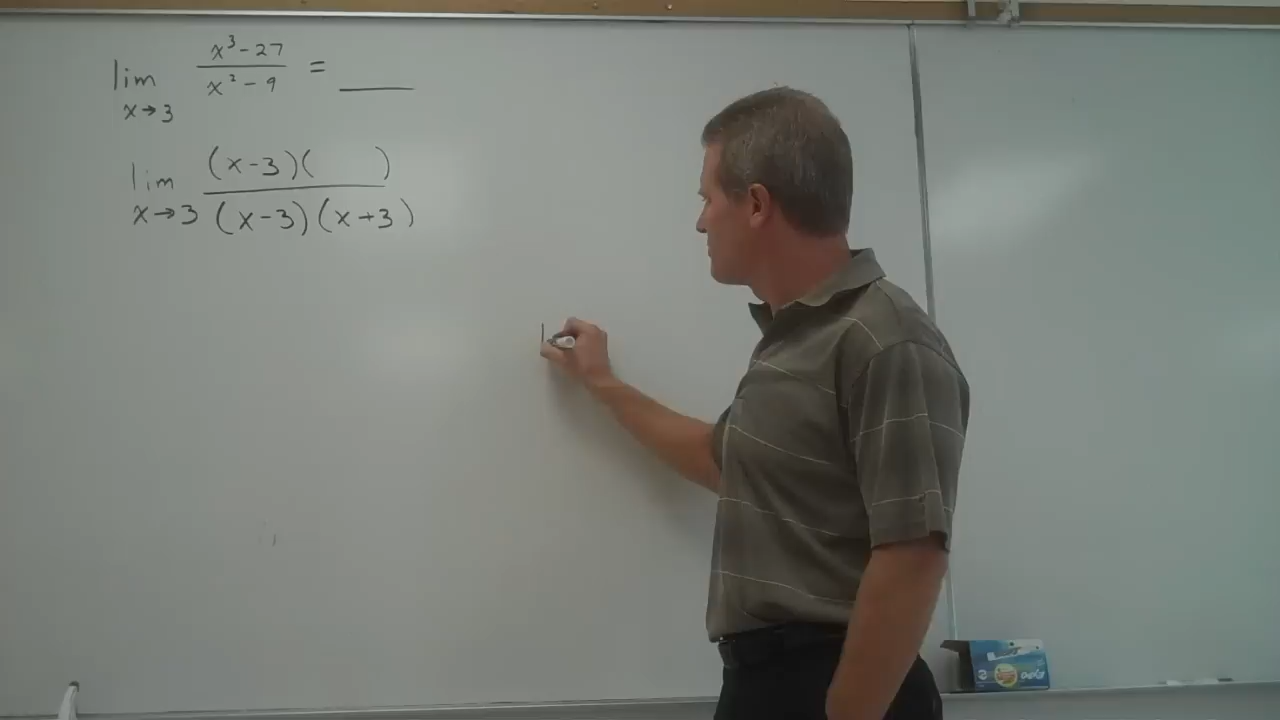 lim x→3 x³-27 / x²-9 = ____
lim x→3 (x-3)(    ) / (x-3)(x+3)